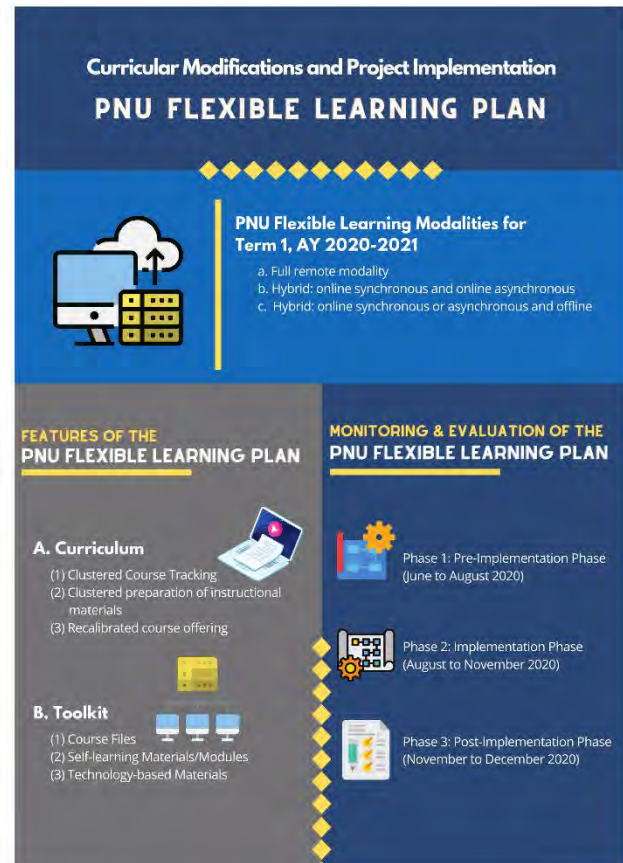 Curricular Modifications and Project Implementation
PNU FLEXIBLE LEARNING PLAN
PNU Flexible Learning Modalities for
Term 1, AY 2020-2021
a. Full remote modality
b. Hybrid: online synchronous and online asynchronous
c. Hybrid: online synchronous or asynchronous and offline
FEATURES OF THE
PNU FLEXIBLE LEARNING PLAN
A. Curriculum
(1) Clustered Course Tracking
(2) Clustered preparation of instructional
materials
(3) Recalibrated course offering
B. Toolkit
(1) Course Files
(2) Self-learning Materials/Modules
(3) Technology-based Materials
MONITORING & EVALUATION OF THE
PNU FLEXIBLE LEARNING PLAN
Phase 1: Pre-Implementation Phase
(June to August 2020)
Phase 2: Implementation Phase
(August to November 2020)
Phase 3: Post-Implementation Phase
(November to December 2020)